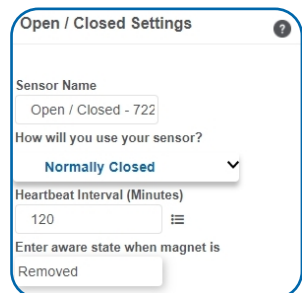 Open / Closed Settings
?
Sensor Name
Open / Closed - 722
How will you use your sensor?
Normally Closed
Heartbeat Interval (Minutes)
120
Enter aware state when magnet is
Removed